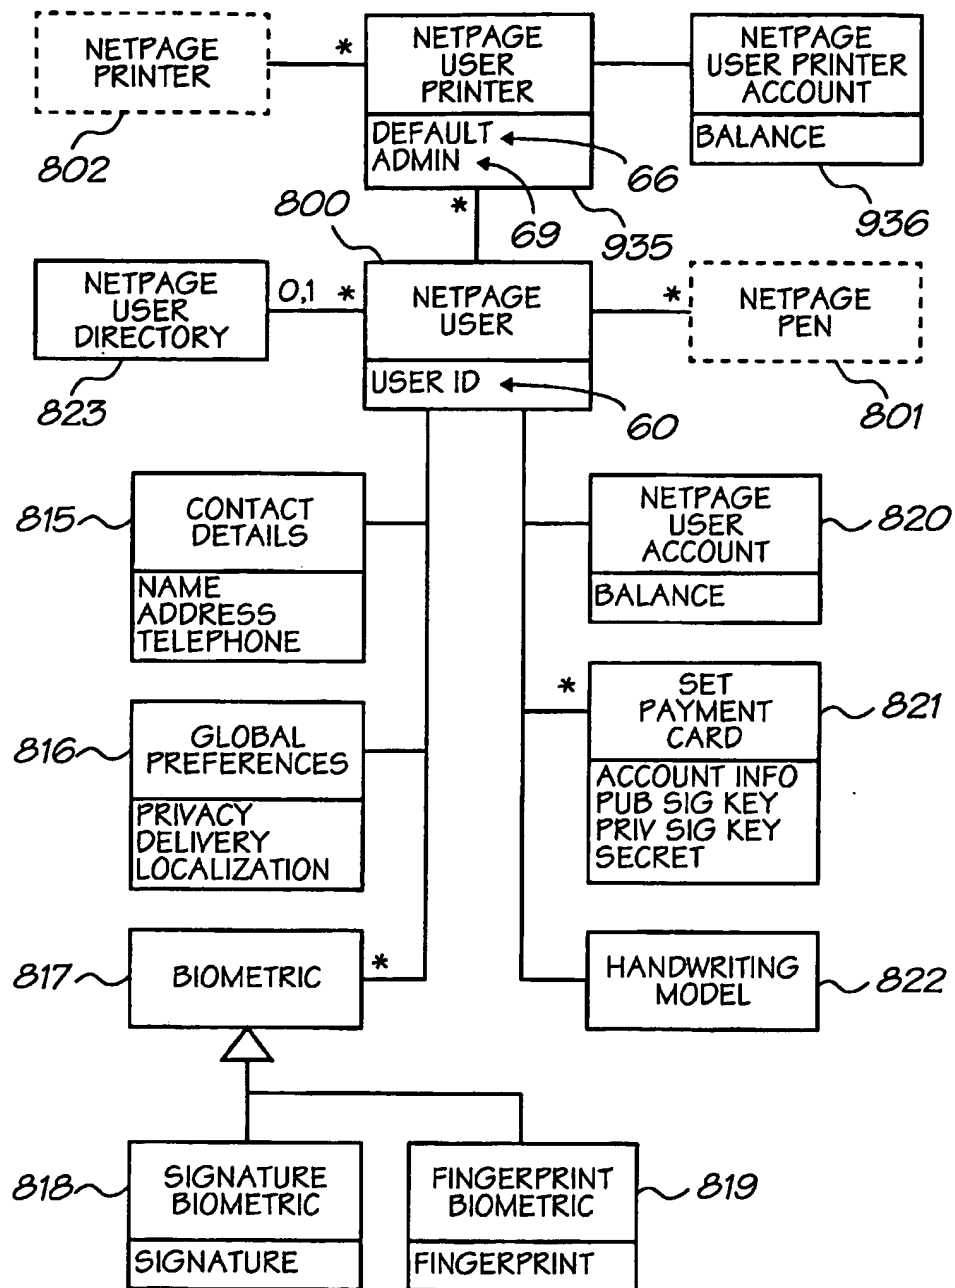 NETPAGE
PRINTER
802
*
NETPAGE
USER
PRINTER
DEFAULT
ADMIN
66
69
935
NETPAGE
USER PRINTER
ACCOUNT
BALANCE
936
*
800
NETPAGE
USER
DIRECTORY
823
0,1
*
NETPAGE
USER
USER ID
60
*
NETPAGE
PEN
801
815
CONTACT
DETAILS
NAME
ADDRESS
TELEPHONE
NETPAGE
USER
ACCOUNT
BALANCE
820
816
GLOBAL
PREFERENCES
PRIVACY
DELIVERY
LOCALIZATION
*
SET
PAYMENT
CARD
ACCOUNT INFO
PUB SIG KEY
PRIV SIG KEY
SECRET
821
817
BIOMETRIC
*
HANDWRITING
MODEL
822
818
SIGNATURE
BIOMETRIC
SIGNATURE
FINGERPRINT
BIOMETRIC
FINGERPRINT
819